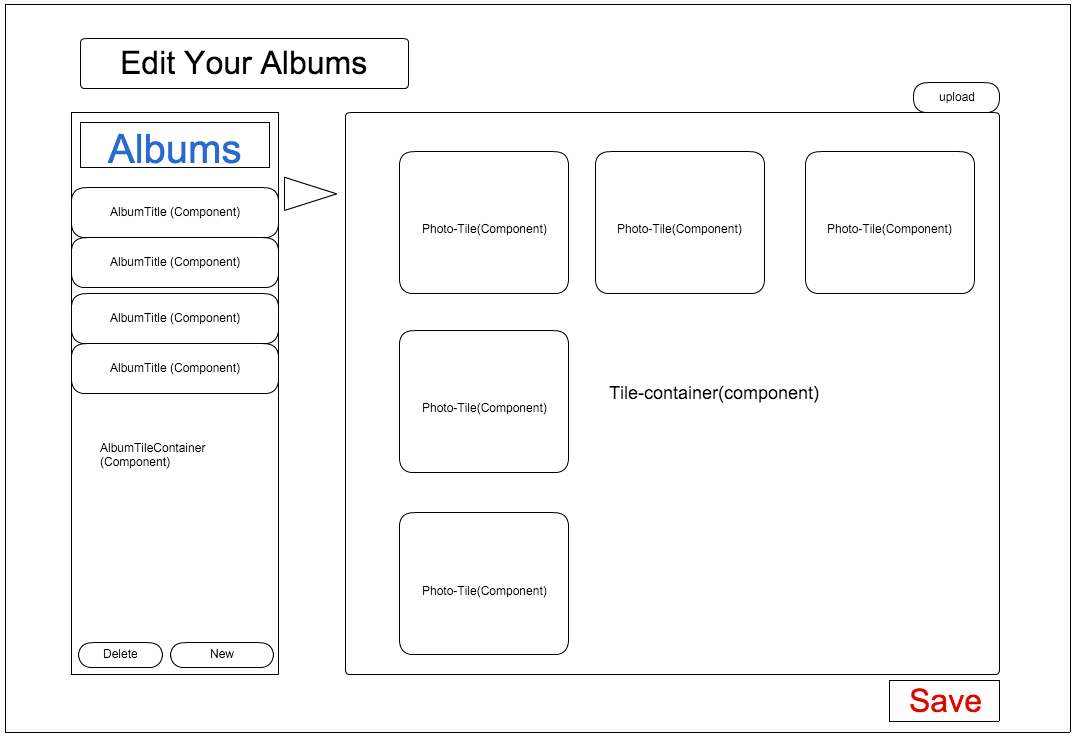 Edit Your Albums
upload
Albums
AlbumTitle (Component)
AlbumTitle (Component)
AlbumTitle (Component)
AlbumTitle (Component)
AlbumTileContainer
(Component)
Delete
New
Photo-Tile(Component)
Photo-Tile(Component)
Photo-Tile(Component)
Photo-Tile(Component)
Tile-container(component)
Photo-Tile(Component)
Save